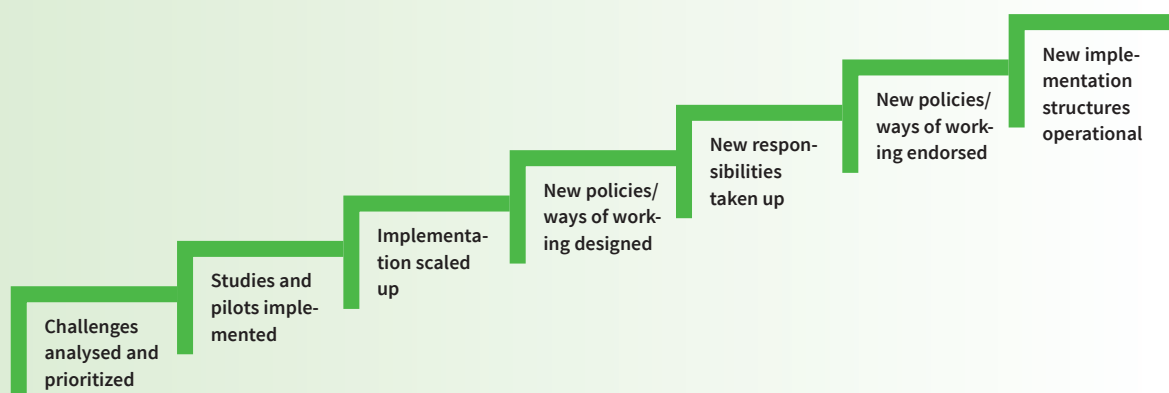 Challenges
analysed and
prioritized
Studies and
pilots imple-
mented
Implementa-
tion scaled
up
New policies/
ways of work-
ing designed
New respon-
sibilities
taken up
New policies/
ways of work-
ing endorsed
New imple-
mentation
structures
operational